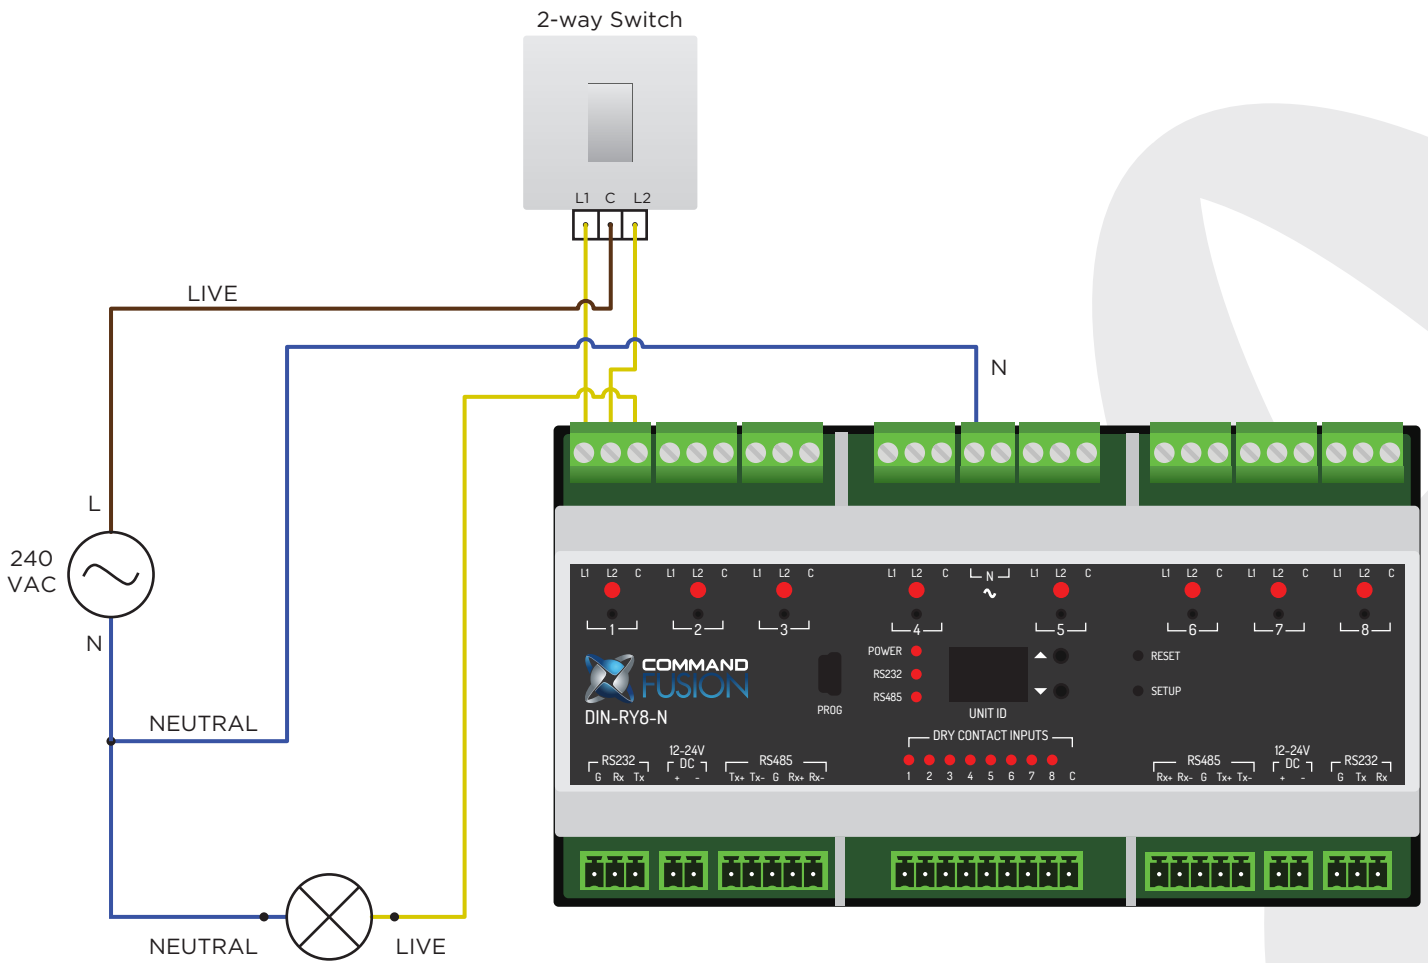 2-way Switch
L1 C L2
LIVE
N
L
240
VAC
N
NEUTRAL
NEUTRAL
LIVE
L1 L2 C L1 L2 C L1 L2 C L1 L2 C N L1 L2 C L1 L2 C L1 L2 C L1 L2 C
1 2 3 4 5 6 7 8
COMMAND
FUSION
DIN-RY8-N
PROG
POWER
RS232
RS485
UNIT ID
RESET
SETUP
DRY CONTACT INPUTS
1 2 3 4 5 6 7 8 C
RS232
G Rx Tx
12-24V
DC
+ -
RS485
Tx+ Tx- G Rx+ Rx-
RS485
Rx+ Rx- G Tx+ Tx-
12-24V
DC
+ -
RS232
G Tx Rx